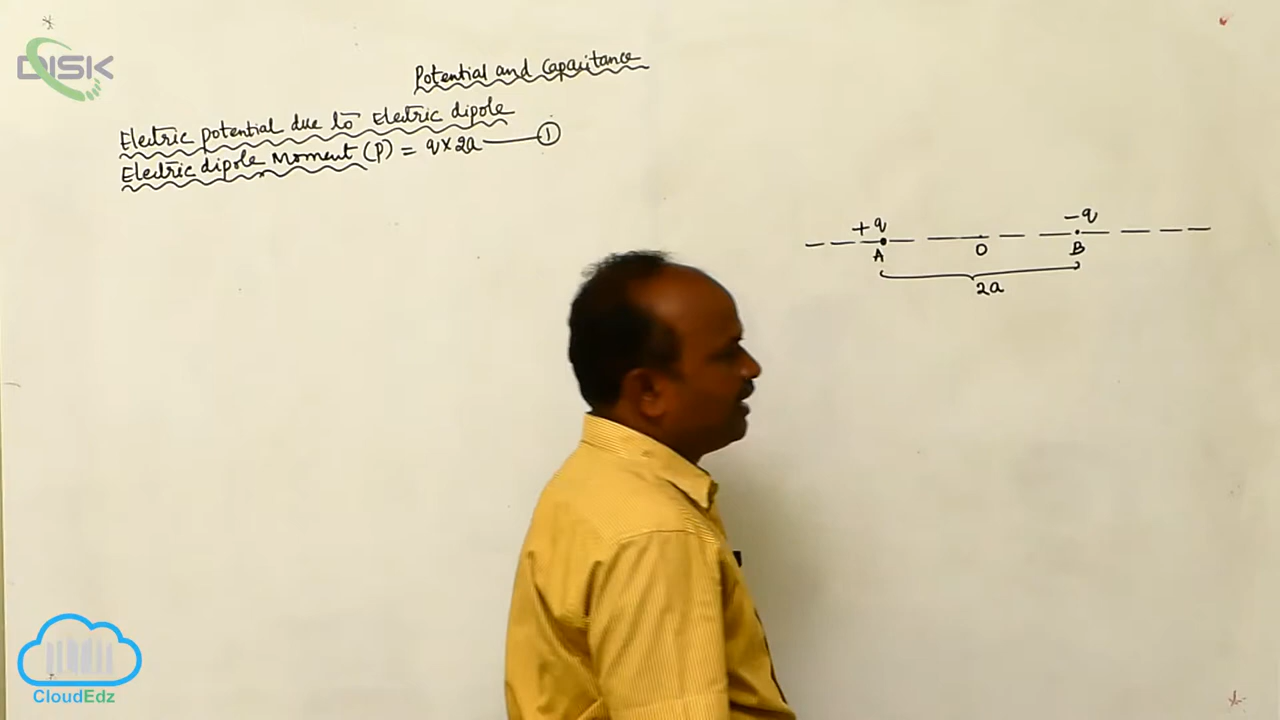 DISK
Potential and Capacitance
Electric potential due to Electric dipole
Electric dipole Moment (P) = q×2a — ①
+q
-q
A
O
B
2a
CloudEdz